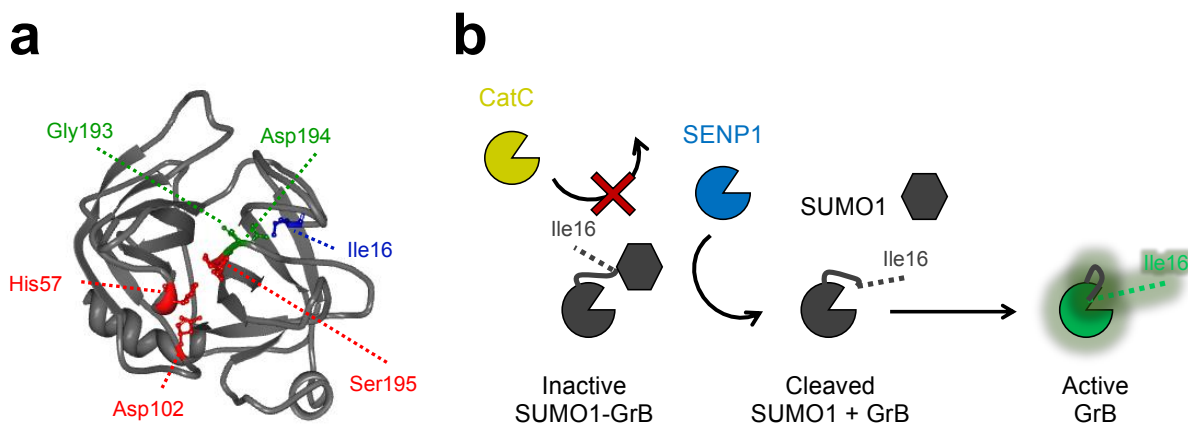 a
Gly193
Asp194
Ile16
His57
Ser195
Asp102
b
CatC
SENP1
SUMO1
Ile16
Ile16
Ile16
Inactive
SUMO1-GrB
Cleaved
SUMO1 + GrB
Active
GrB